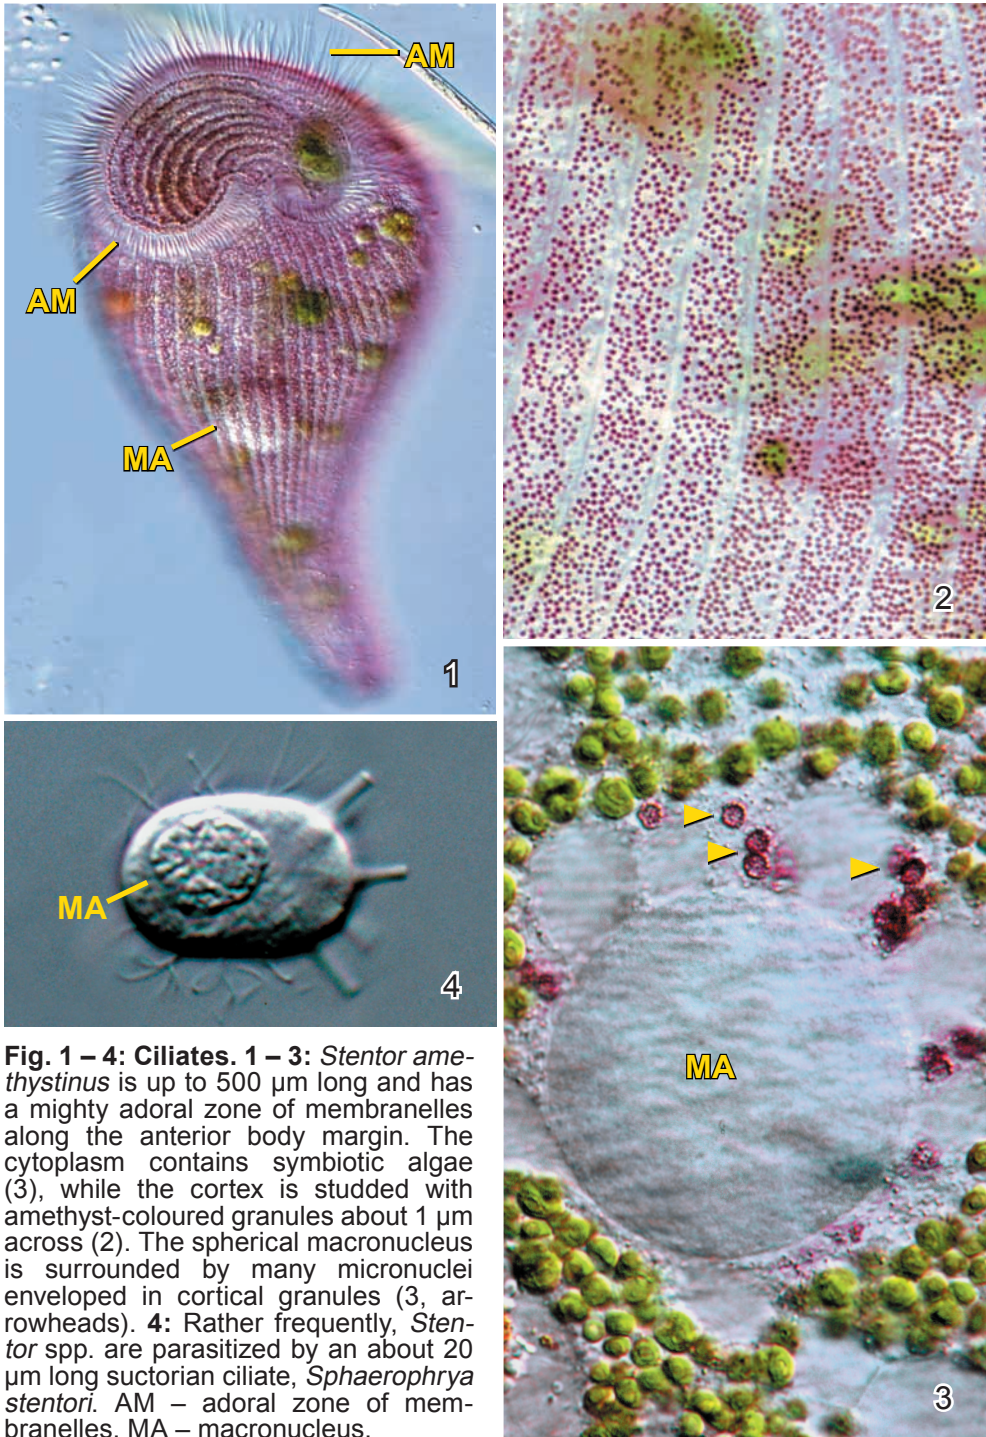 AM
AM
MA
1
2
MA
4
MA
3
Fig. 1 – 4: Ciliates. 1 – 3: Stentor ame-
thystinus is up to 500 µm long and has
a mighty adoral zone of membranelles
along the anterior body margin. The
cytoplasm contains symbiotic algae
(3), while the cortex is studded with
amethyst-coloured granules about 1 µm
across (2). The spherical macronucleus
is surrounded by many micronuclei
enveloped in cortical granules (3, ar-
rowheads). 4: Rather frequently, Sten-
tor spp. are parasitized by an about 20
µm long suctorian ciliate, Sphaerophrya
stentori. AM – adoral zone of mem-
branelles. MA – macronucleus.